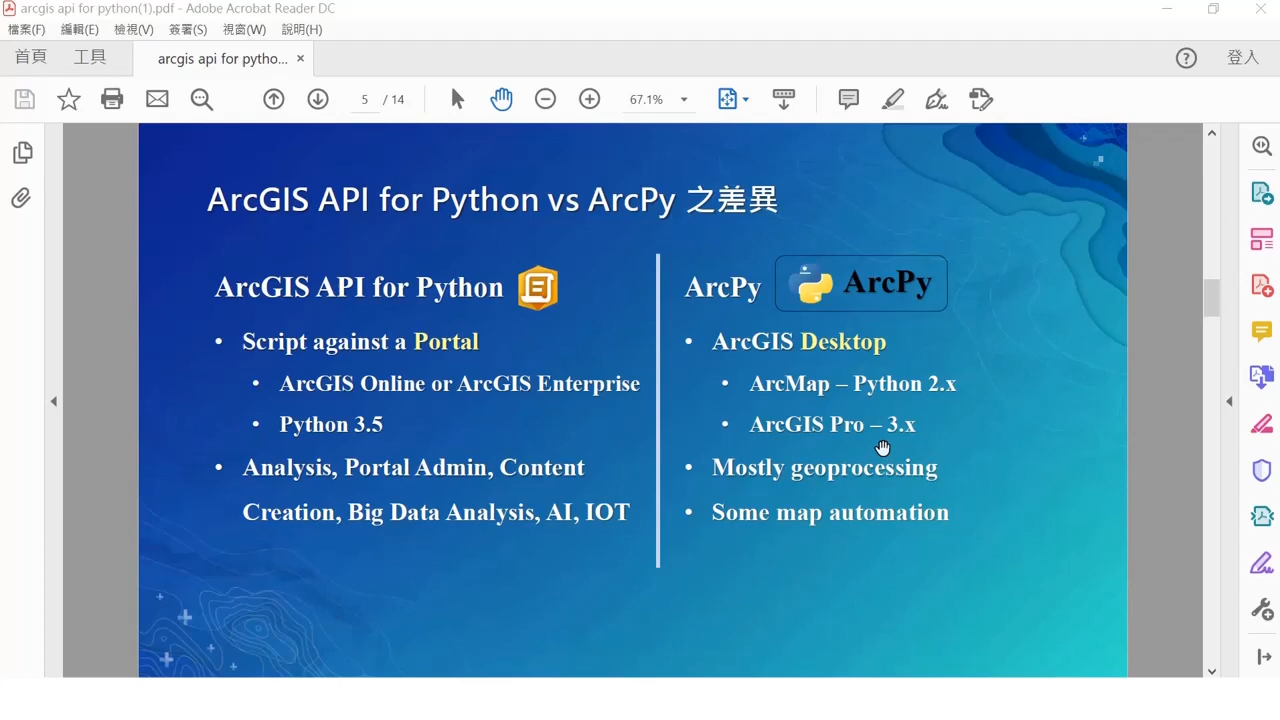 arcgis api for python(1).pdf - Adobe Acrobat Reader DC
檔案(F) 編輯(E) 檢視(V) 簽署(S) 視窗(W) 說明(H)
首頁 工具 arcgis api for pytho... × 登入
5 / 14 67.1%
ArcGIS API for Python vs ArcPy 之差異
ArcGIS API for Python
• Script against a Portal
• ArcGIS Online or ArcGIS Enterprise
• Python 3.5
• Analysis, Portal Admin, Content
Creation, Big Data Analysis, AI, IOT
ArcPy ArcPy
• ArcGIS Desktop
• ArcMap – Python 2.x
• ArcGIS Pro – 3.x
• Mostly geoprocessing
• Some map automation